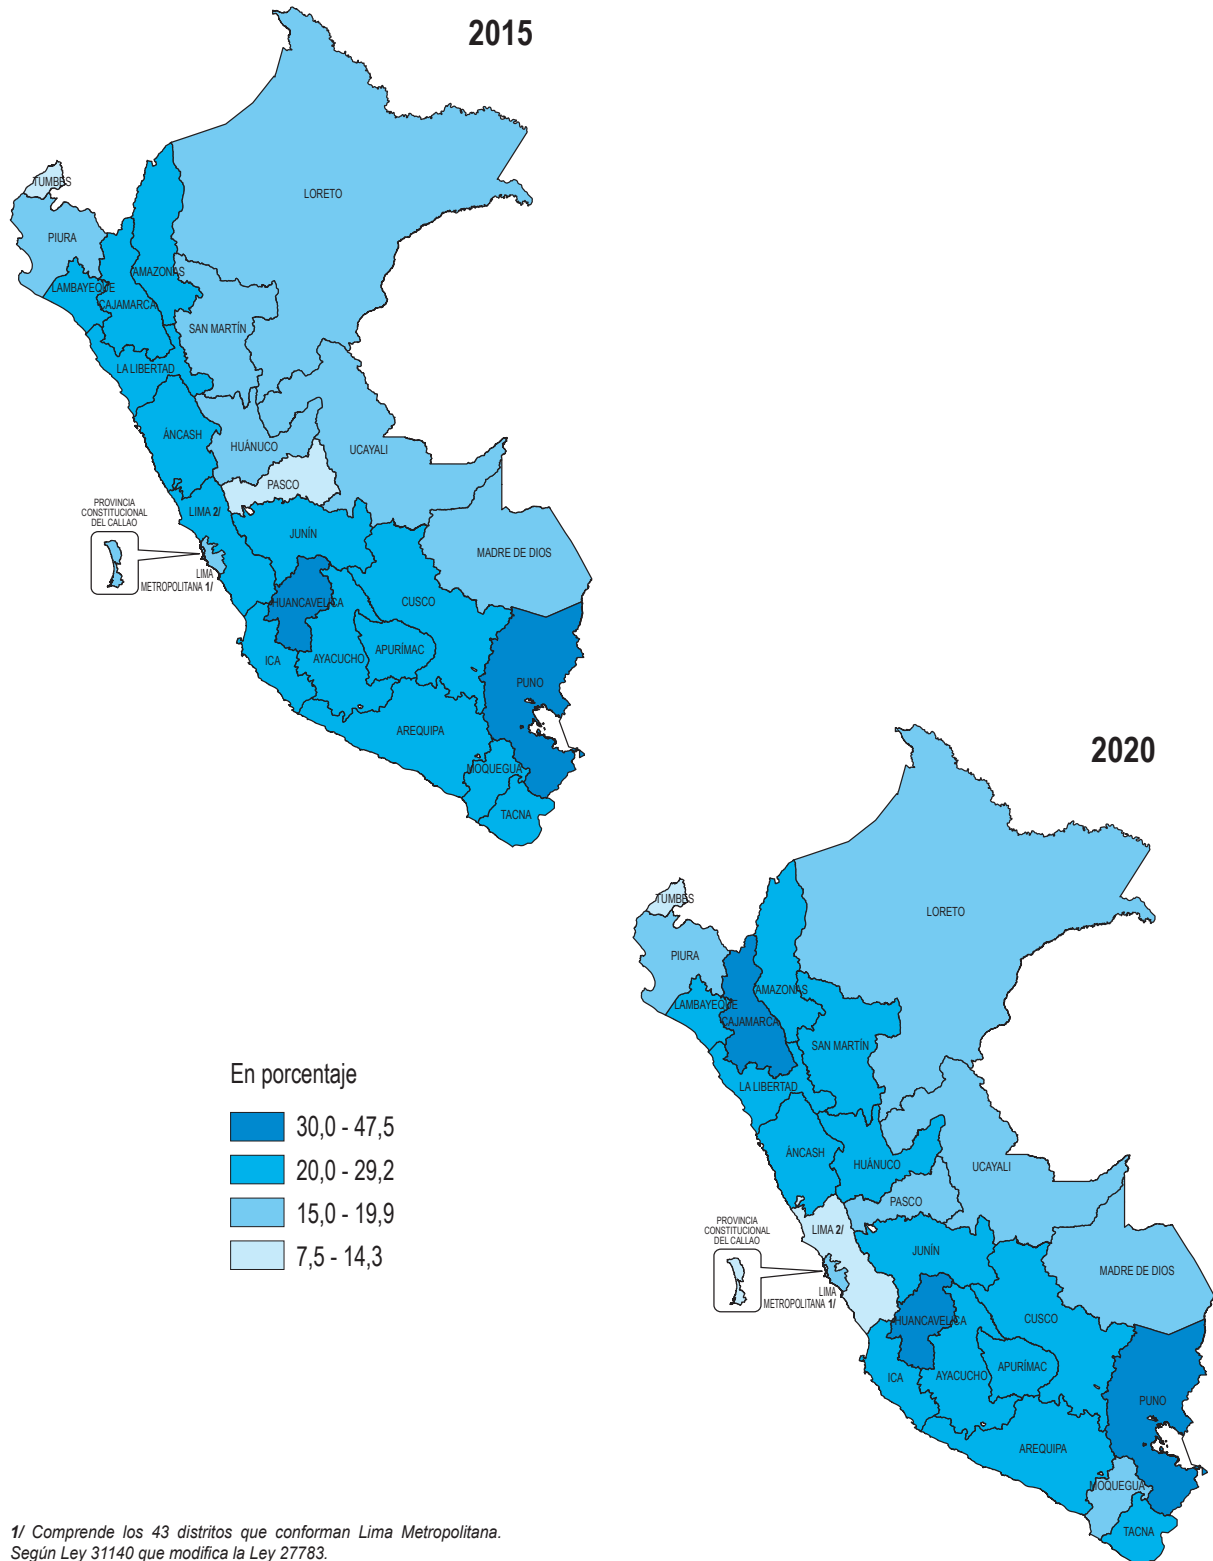 2015
LORETO
TUMBES
PIURA
AMAZONAS
LAMBAYEQUE
CAJAMARCA
SAN MARTÍN
LA LIBERTAD
ÁNCASH
HUÁNUCO
UCAYALI
PASCO
PROVINCIA
CONSTITUCIONAL
DEL CALLAO
LIMA 2/
JUNÍN
MADRE DE DIOS
LIMA
METROPOLITANA 1/
HUANCAVELICA
CUSCO
ICA
AYACUCHO
APURÍMAC
PUNO
AREQUIPA
MOQUEGUA
TACNA
2020
LORETO
TUMBES
PIURA
AMAZONAS
LAMBAYEQUE
CAJAMARCA
SAN MARTÍN
LA LIBERTAD
ÁNCASH
HUÁNUCO
UCAYALI
PASCO
PROVINCIA
CONSTITUCIONAL
DEL CALLAO
LIMA 2/
JUNÍN
MADRE DE DIOS
LIMA
METROPOLITANA 1/
HUANCAVELICA
CUSCO
ICA
AYACUCHO
APURÍMAC
PUNO
AREQUIPA
MOQUEGUA
TACNA
En porcentaje
30,0 - 47,5
20,0 - 29,2
15,0 - 19,9
7,5 - 14,3
1/ Comprende los 43 distritos que conforman Lima Metropolitana.
Según Ley 31140 que modifica la Ley 27783.